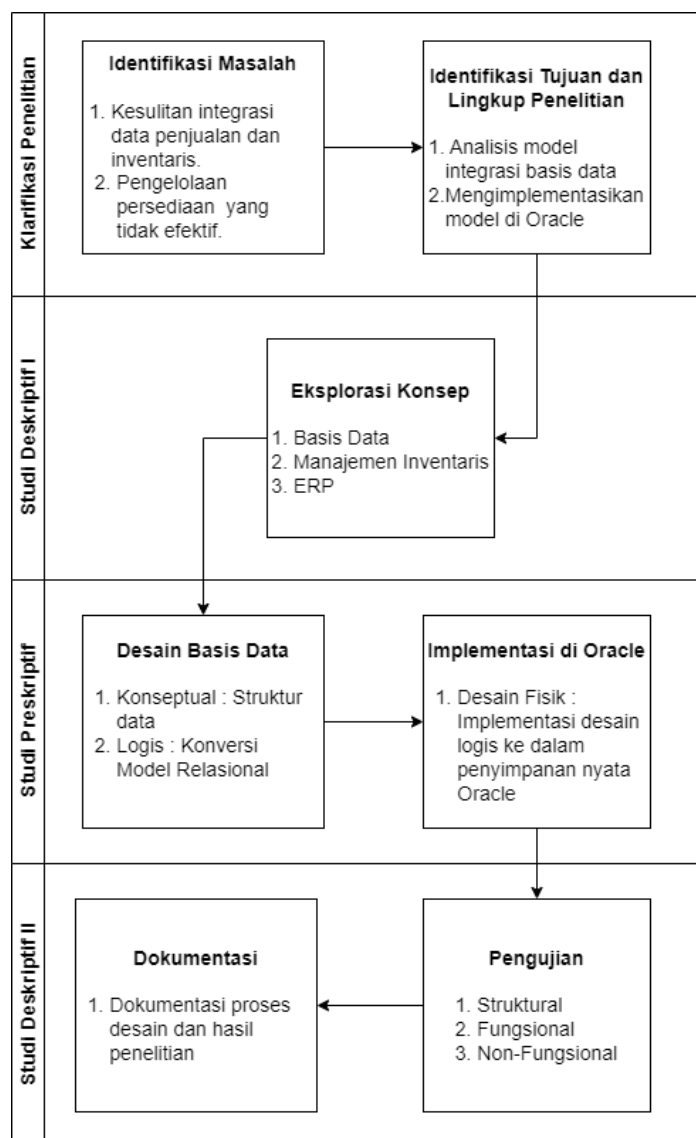 Klarifikasi Penelitian
Identifikasi Masalah
1. Kesulitan integrasi
data penjualan dan
inventaris.
2. Pengelolaan
persediaan yang
tidak efektif.
Identifikasi Tujuan dan
Lingkup Penelitian
1. Analisis model
integrasi basis data
2.Mengimplementasikan
model di Oracle
Studi Deskriptif I
Eksplorasi Konsep
1. Basis Data
2. Manajemen Inventaris
3. ERP
Studi Preskriptif
Desain Basis Data
1. Konseptual : Struktur
data
2. Logis : Konversi
Model Relasional
Implementasi di Oracle
1. Desain Fisik :
Implementasi desain
logis ke dalam
penyimpanan nyata
Oracle
Studi Deskriptif II
Dokumentasi
1. Dokumentasi proses
desain dan hasil
penelitian
Pengujian
1. Struktural
2. Fungsional
3. Non-Fungsional